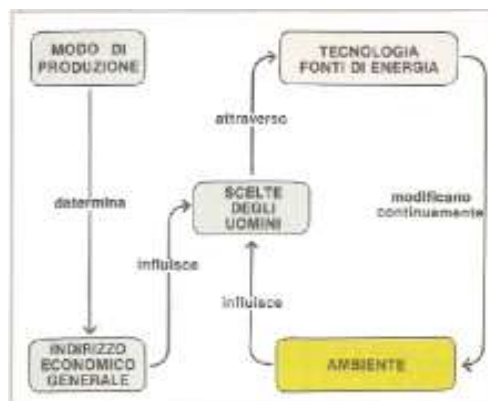 MODO DI
PRODUZIONE
TECNOLOGIA
FONTI DI ENERGIA
attraverso
SCELTE
DEGLI
UOMINI
determina
modificano
continuamente
influisce
influisce
INDIRIZZO
ECONOMICO
GENERALE
AMBIENTE